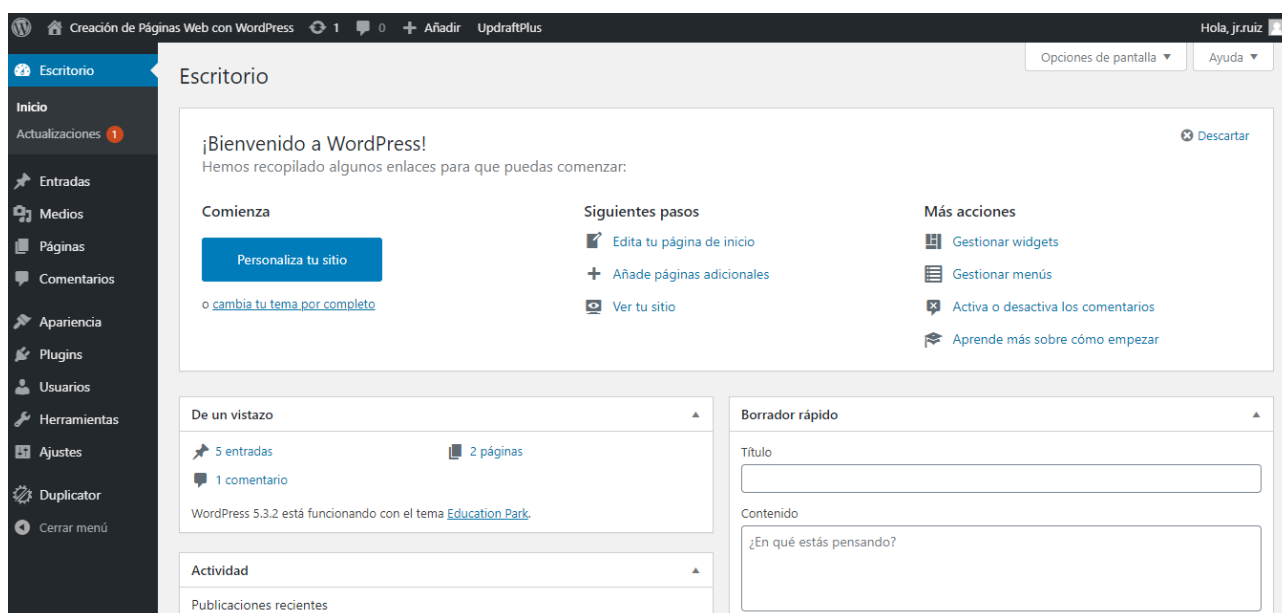 Creación de Páginas Web con WordPress 1 0 Añadir UpdraftPlus Hola, jr.ruiz
Opciones de pantalla Ayuda
Escritorio
Inicio
Actualizaciones 1
Entradas
Medios
Páginas
Comentarios
Apariencia
Plugins
Usuarios
Herramientas
Ajustes
Duplicator
Cerrar menú
Escritorio
¡Bienvenido a WordPress!
Descartar
Hemos recopilado algunos enlaces para que puedas comenzar:
Comienza
Personaliza tu sitio
o cambia tu tema por completo
Siguientes pasos
Edita tu página de inicio
Añade páginas adicionales
Ver tu sitio
Más acciones
Gestionar widgets
Gestionar menús
Activa o desactiva los comentarios
Aprende más sobre cómo empezar
De un vistazo
5 entradas 2 páginas
1 comentario
WordPress 5.3.2 está funcionando con el tema Education Park.
Actividad
Publicaciones recientes
Borrador rápido
Título
Contenido
¿En qué estás pensando?